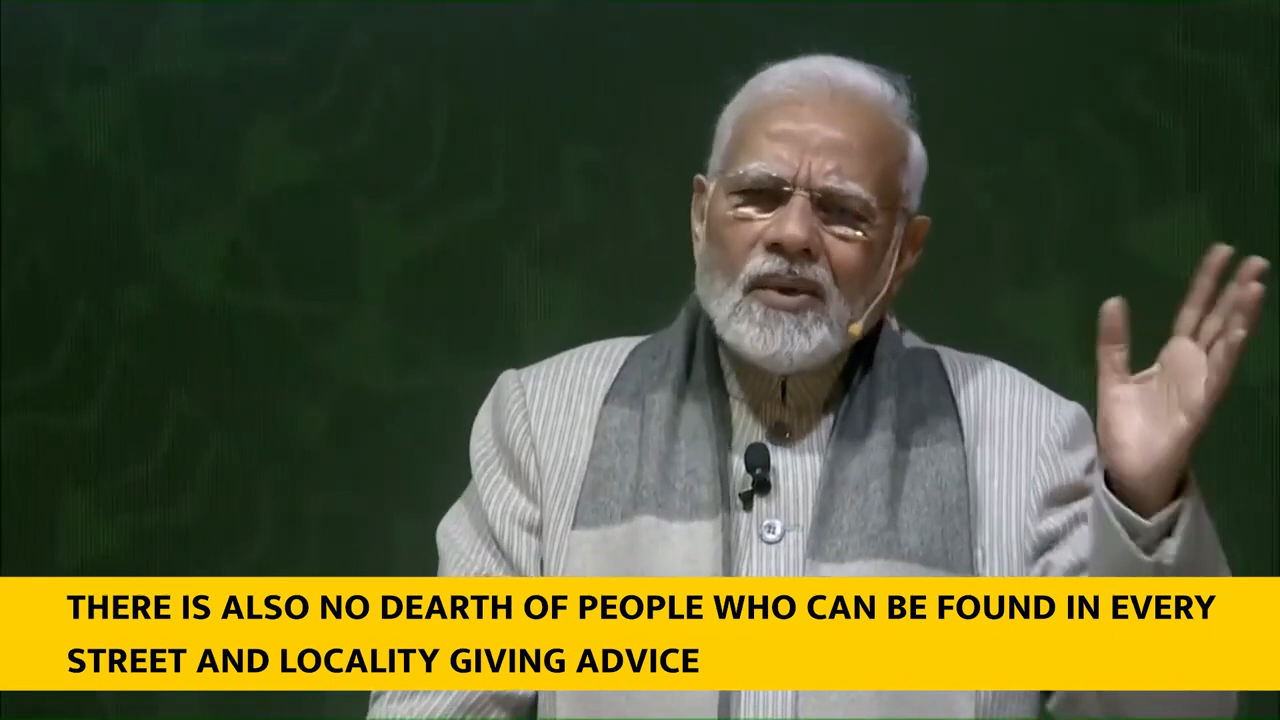 THERE IS ALSO NO DEARTH OF PEOPLE WHO CAN BE FOUND IN EVERY
STREET AND LOCALITY GIVING ADVICE